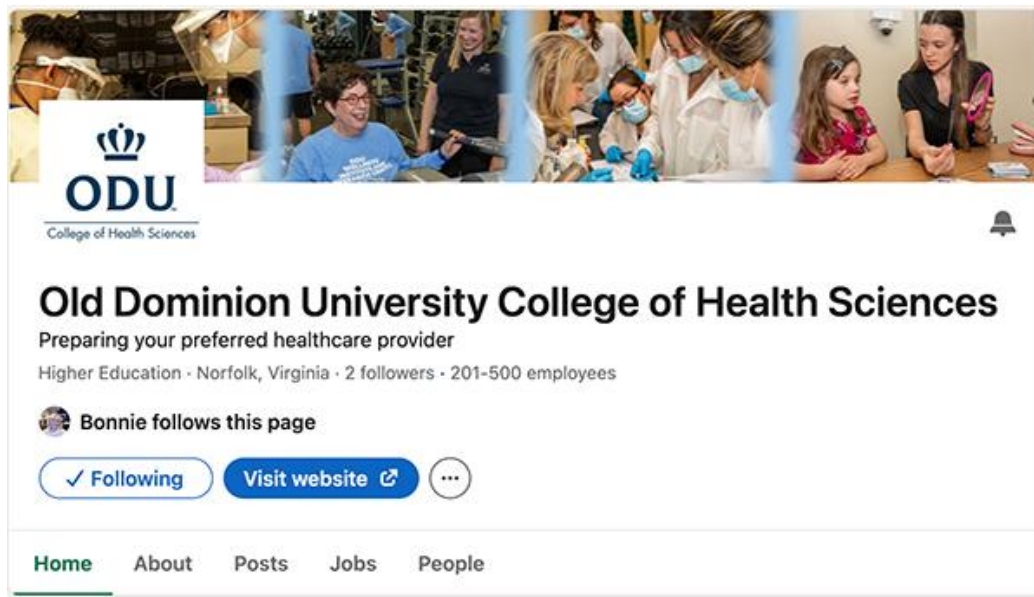 ODU
College of Health Sciences
Old Dominion University College of Health Sciences
Preparing your preferred healthcare provider
Higher Education · Norfolk, Virginia · 2 followers · 201-500 employees
Bonnie follows this page
✓ Following
Visit website
Home
About
Posts
Jobs
People